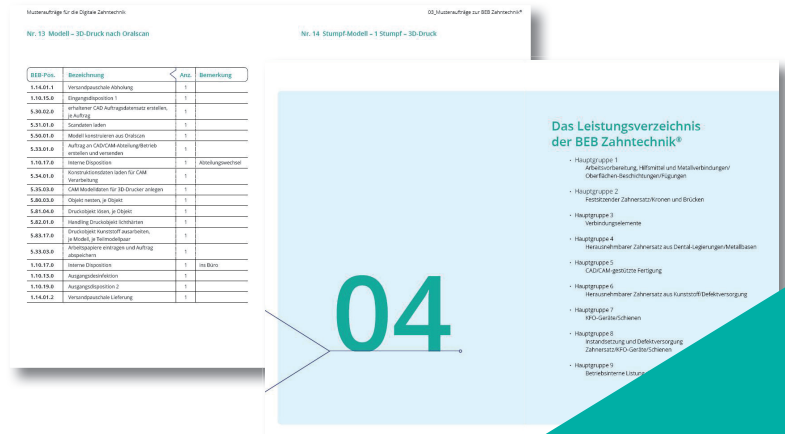 Musteraufträge für die Digitale Zahntechnik
03_Musteraufträge zur BEB Zahntechnik®
Nr. 13 Modell – 3D-Druck nach Oralscan
Nr. 14 Stumpf-Modell – 1 Stumpf – 3D-Druck
BEB-Pos. Bezeichnung Anz. Bemerkung
1.14.01.1 Versandpauschale Abholung 1
1.10.15.0 Eingangsdisposition 1 1
5.30.02.0 erhaltener CAD Auftragsdatensatz erstellen,
je Auftrag 1
5.31.01.0 Scandaten laden 1
5.50.01.0 Modell konstruieren aus Oralscan 1
5.33.01.0 Auftrag an CAD/CAM-Abteilung/Betrieb
erstellen und versenden 1
1.10.17.0 Interne Disposition 1 Abteilungswechsel
5.34.01.0 Konstruktionsdaten laden für CAM
Verarbeitung 1
5.35.03.0 CAM Modelldaten für 3D-Drucker anlegen 1
5.80.03.0 Objekt nesten, je Objekt 1
5.81.04.0 Druckobjekt lösen, je Objekt 1
5.82.01.0 Handling Druckobjekt lichthärten 1
5.83.17.0 Druckobjekt Kunststoff ausarbeiten,
je Modell, je Teilmodellpaar 1
5.33.03.0 Arbeitspapiere eintragen und Auftrag
abspeichern 1
1.10.17.0 Interne Disposition 1 ins Büro
1.10.13.0 Ausgangsdesinfektion 1
1.10.19.0 Ausgangsdisposition 2 1
1.14.01.2 Versandpauschale Lieferung 1
04
Das Leistungsverzeichnis
der BEB Zahntechnik®
· Hauptgruppe 1
Arbeitsvorbereitung, Hilfsmittel und Metallverbindungen/
Oberflächen-Beschichtungen/Fügungen
· Hauptgruppe 2
Festsitzender Zahnersatz/Kronen und Brücken
· Hauptgruppe 3
Verbindungselemente
· Hauptgruppe 4
Herausnehmbarer Zahnersatz aus Dental-Legierungen/Metallbasen
· Hauptgruppe 5
CAD/CAM-gestützte Fertigung
· Hauptgruppe 6
Herausnehmbarer Zahnersatz aus Kunststoff/Defektversorgung
· Hauptgruppe 7
KFO-Geräte/Schienen
· Hauptgruppe 8
Instandsetzung und Defektversorgung
Zahnersatz/KFO-Geräte/Schienen
· Hauptgruppe 9
Betriebsinterne Listung